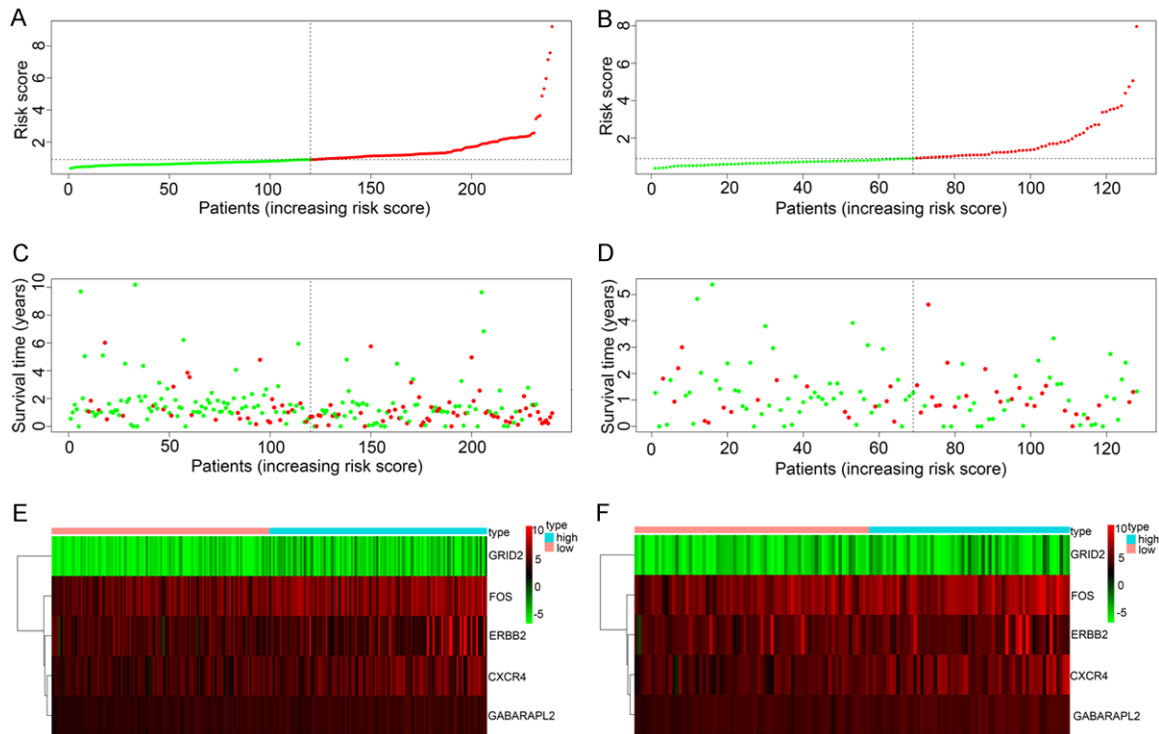 A
Risk score
2 4 6 8
0 50 100 150 200
Patients (increasing risk score)
B
Risk score
2 4 6 8
0 20 40 60 80 100 120
Patients (increasing risk score)
C
Survival time (years)
0 2 4 6 8 10
0 50 100 150 200
Patients (increasing risk score)
D
Survival time (years)
0 1 2 3 4 5
0 20 40 60 80 100 120
Patients (increasing risk score)
E
type
GRID2
FOS
ERBB2
CXCR4
GABARAPL2
10
5
0
-5
type
high
low
F
type
GRID2
FOS
ERBB2
CXCR4
GABARAPL2
10
5
0
-5
type
high
low